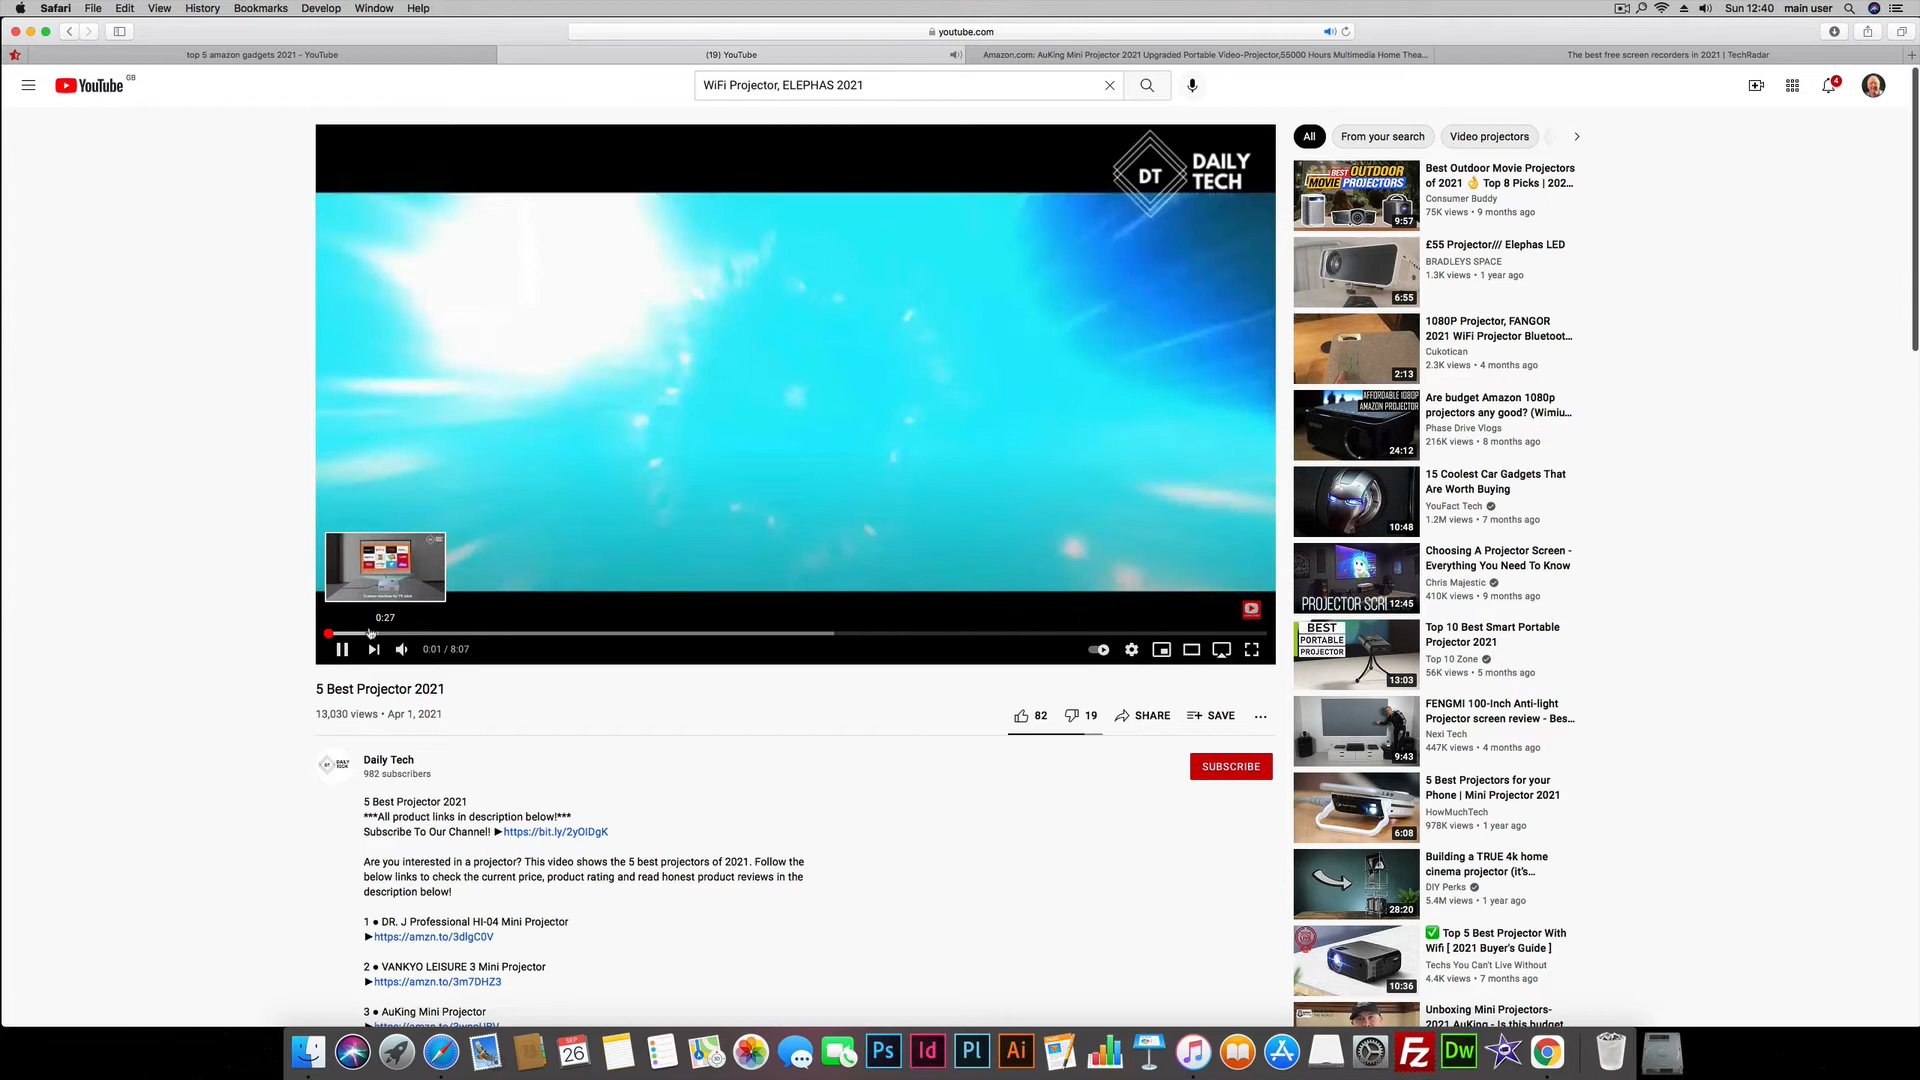 Safari File Edit View History Bookmarks Develop Window Help
Sun 12:40 main user
youtube.com
top 5 amazon gadgets 2021 - YouTube
(19) YouTube
Amazon.com: AuKing Mini Projector 2021 Upgraded Portable Video-Projector,55000 Hours Multimedia Home Thea...
The best free screen recorders in 2021 | TechRadar
YouTube GB
WiFi Projector, ELEPHAS 2021
4
DT DAILY
TECH
0:27
0:01 / 8:07
5 Best Projector 2021
13,030 views • Apr 1, 2021
82 19 SHARE SAVE
Daily Tech
982 subscribers
SUBSCRIBE
5 Best Projector 2021
***All product links in description below!***
Subscribe To Our Channel! ▶https://bit.ly/2yOlDgK
Are you interested in a projector? This video shows the 5 best projectors of 2021. Follow the
below links to check the current price, product rating and read honest product reviews in the
description below!
1 ● DR. J Professional HI-04 Mini Projector
▶https://amzn.to/3dlgC0V
2 ● VANKYO LEISURE 3 Mini Projector
▶https://amzn.to/3m7DHZ3
3 ● AuKing Mini Projector
All From your search Video projectors
BEST OUTDOOR
MOVIE PROJECTORS
9:57
Best Outdoor Movie Projectors
of 2021 👌 Top 8 Picks | 202...
Consumer Buddy
75K views • 9 months ago
6:55
£55 Projector/// Elephas LED
BRADLEYS SPACE
1.3K views • 1 year ago
2:13
1080P Projector, FANGOR
2021 WiFi Projector Bluetoot...
Cukotican
2.3K views • 4 months ago
AFFORDABLE 1080p
AMAZON PROJECTOR
24:12
Are budget Amazon 1080p
projectors any good? (Wimiu...
Phase Drive Vlogs
216K views • 8 months ago
10:48
15 Coolest Car Gadgets That
Are Worth Buying
YouFact Tech
1.2M views • 7 months ago
PROJECTOR SCR
12:45
Choosing A Projector Screen -
Everything You Need To Know
Chris Majestic
410K views • 9 months ago
BEST
PORTABLE
PROJECTOR
13:03
Top 10 Best Smart Portable
Projector 2021
Top 10 Zone
56K views • 5 months ago
9:43
FENGMI 100-Inch Anti-light
Projector screen review - Bes...
Nexi Tech
447K views • 4 months ago
6:08
5 Best Projectors for your
Phone | Mini Projector 2021
HowMuchTech
978K views • 1 year ago
28:20
Building a TRUE 4k home
cinema projector (it's...
DIY Perks
5.4M views • 1 year ago
10:36
✅ Top 5 Best Projector With
Wifi [ 2021 Buyer's Guide ]
Techs You Can't Live Without
4.4K views • 7 months ago
Unboxing Mini Projectors-
2021 AuKing - Is this budget
SEP
26
Ps Id Pl Ai Fz Dw